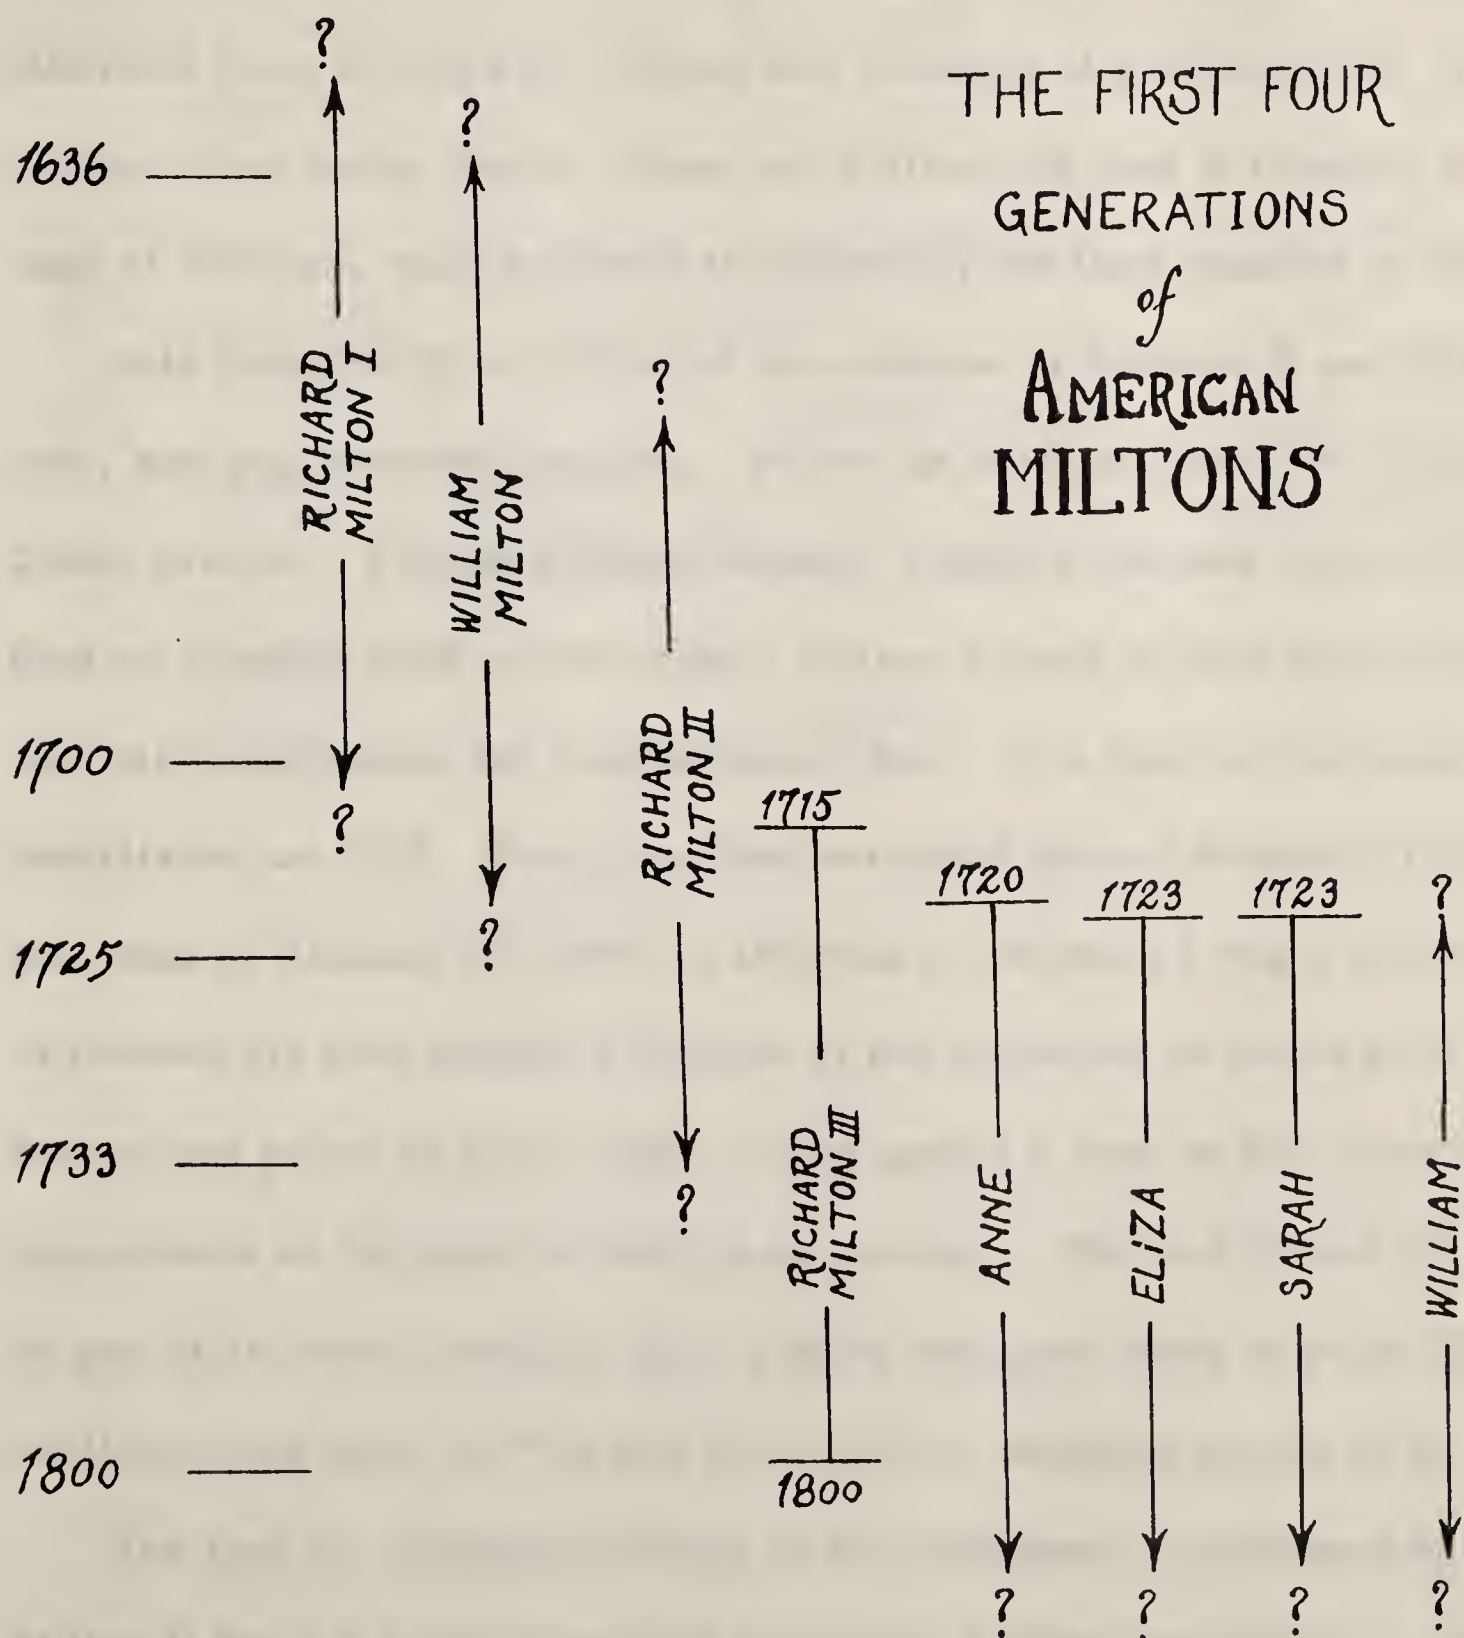 THE FIRST FOUR
GENERATIONS
of
AMERICAN
MILTONS
?
?
1636
RICHARD
MILTON I
WILLIAM
MILTON
?
RICHARD
MILTON II
1700
?
1715
1720
1723
1723
?
1725
?
1733
?
RICHARD
MILTON III
ANNE
ELIZA
SARAH
WILLIAM
1800
1800
?
?
?
?